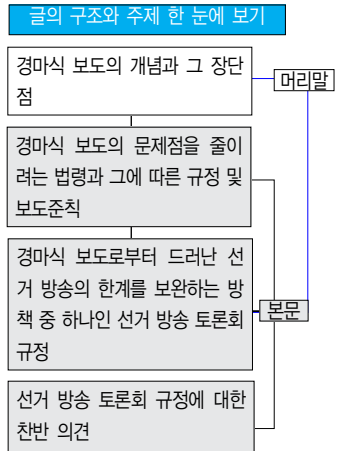 글의 구조와 주제 한 눈에 보기
경마식 보도의 개념과 그 장단
점
머리말
경마식 보도의 문제점을 줄이
려는 법령과 그에 따른 규정 및
보도준칙
경마식 보도로부터 드러난 선
거 방송의 한계를 보완하는 방
책 중 하나인 선거 방송 토론회
규정
본문
선거 방송 토론회 규정에 대한
찬반 의견